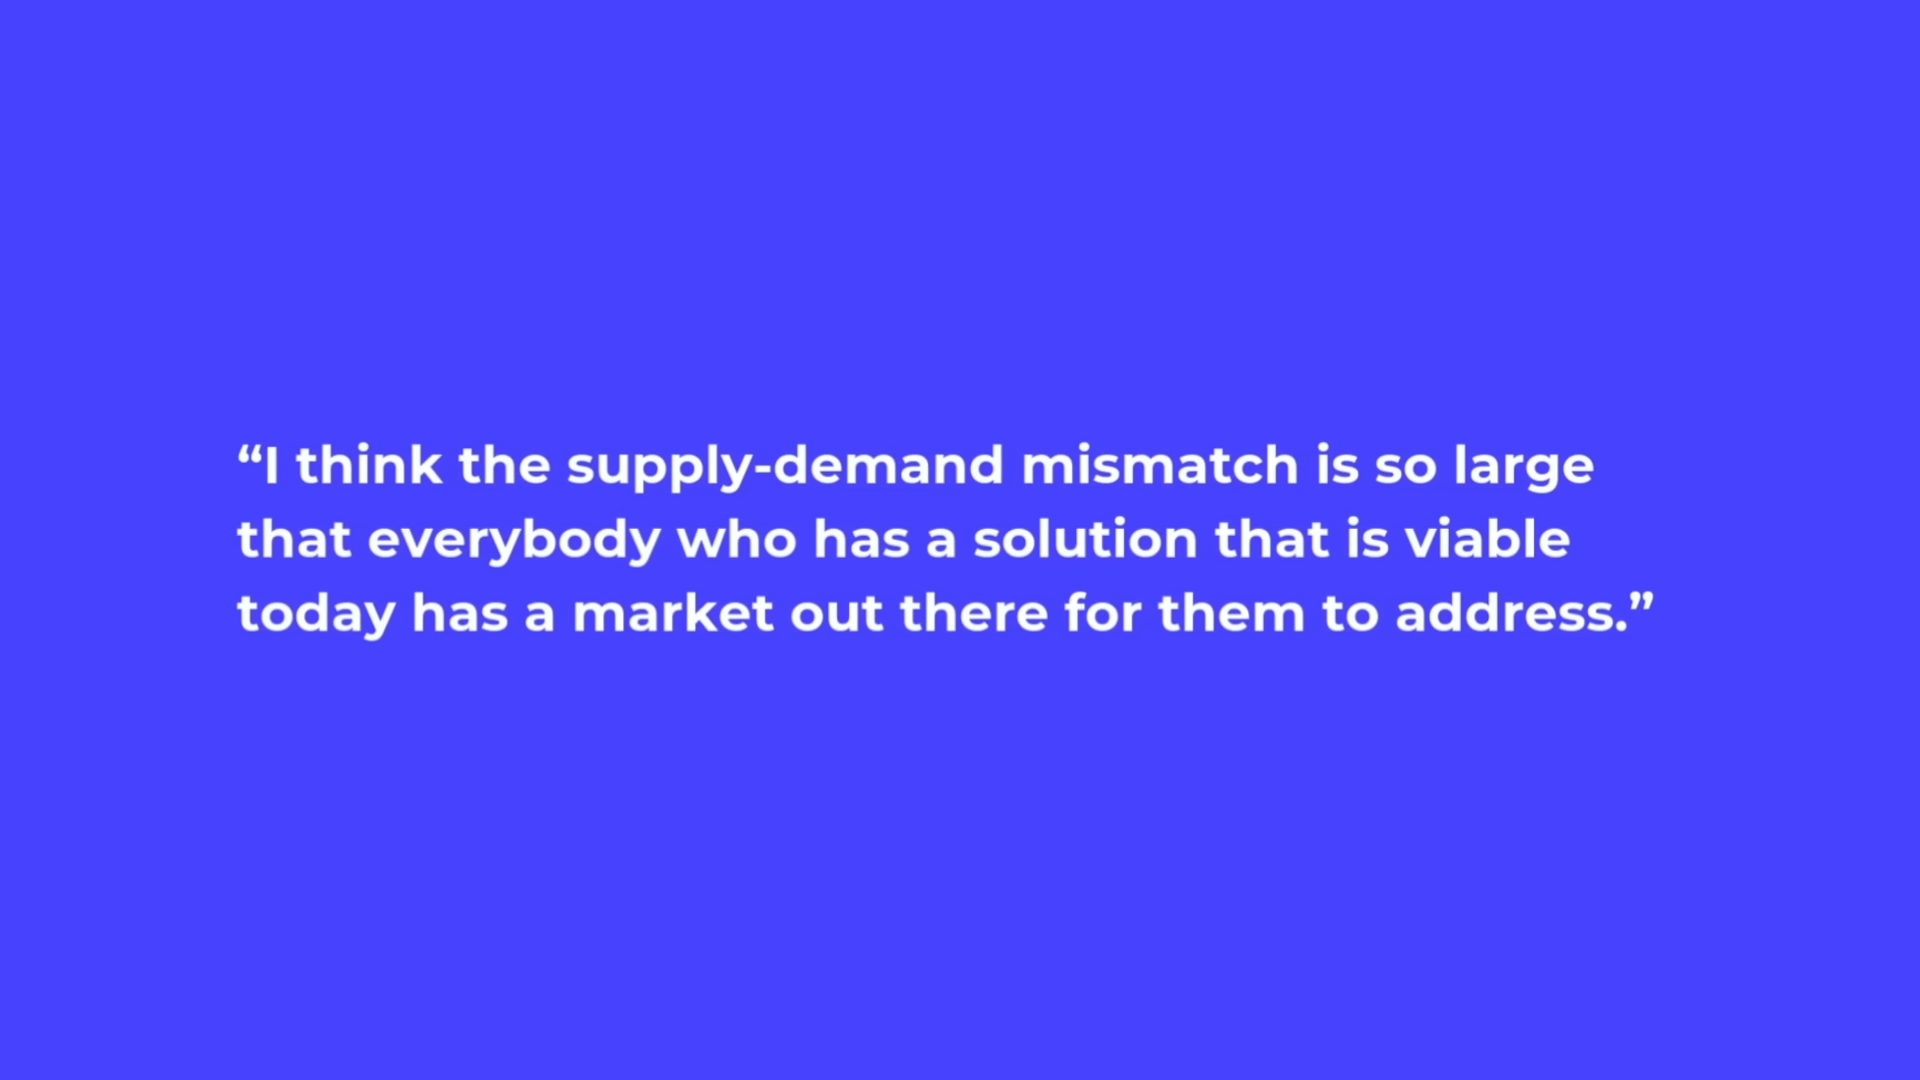 “I think the supply-demand mismatch is so large
that everybody who has a solution that is viable
today has a market out there for them to address.”